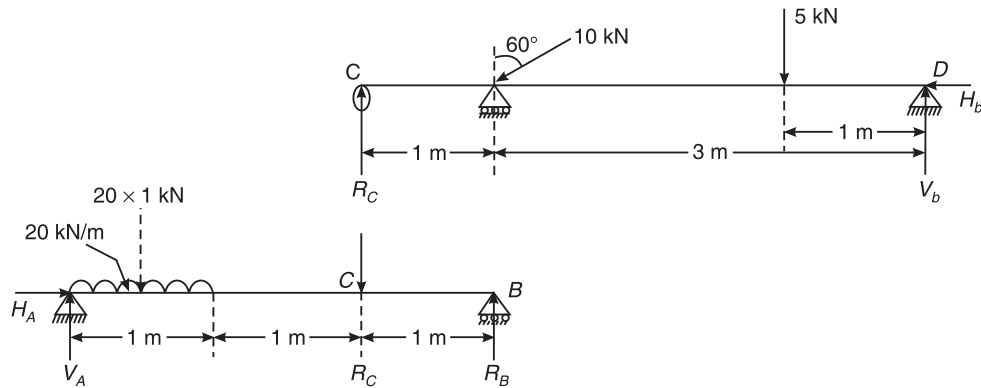 5 kN
60° 10 kN
C D
H_b
1 m
1 m 3 m
R_C V_b
20 × 1 kN
20 kN/m
C B
H_A
1 m 1 m 1 m
V_A R_C R_B